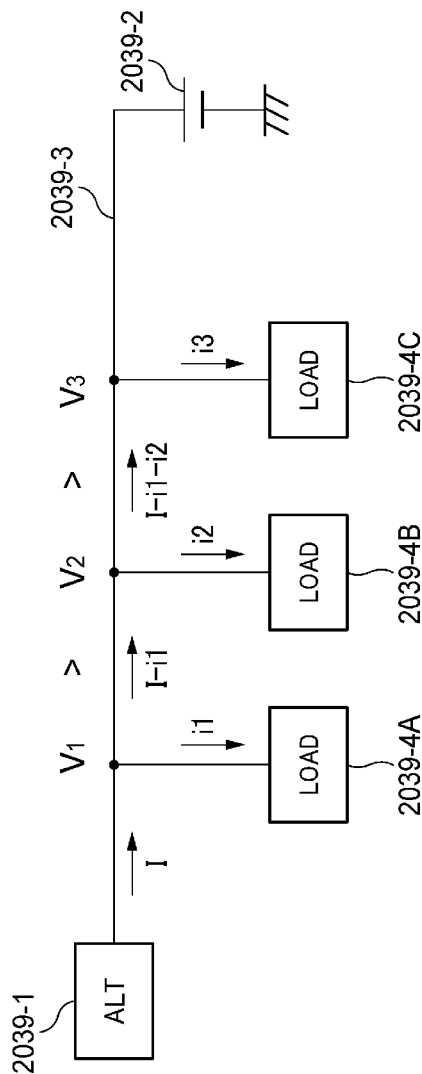 2039-1
ALT
I
V1 > V2 > V3
I-i1
I-i1-i2
2039-3
2039-2
i1
i2
i3
LOAD
LOAD
LOAD
2039-4A
2039-4B
2039-4C